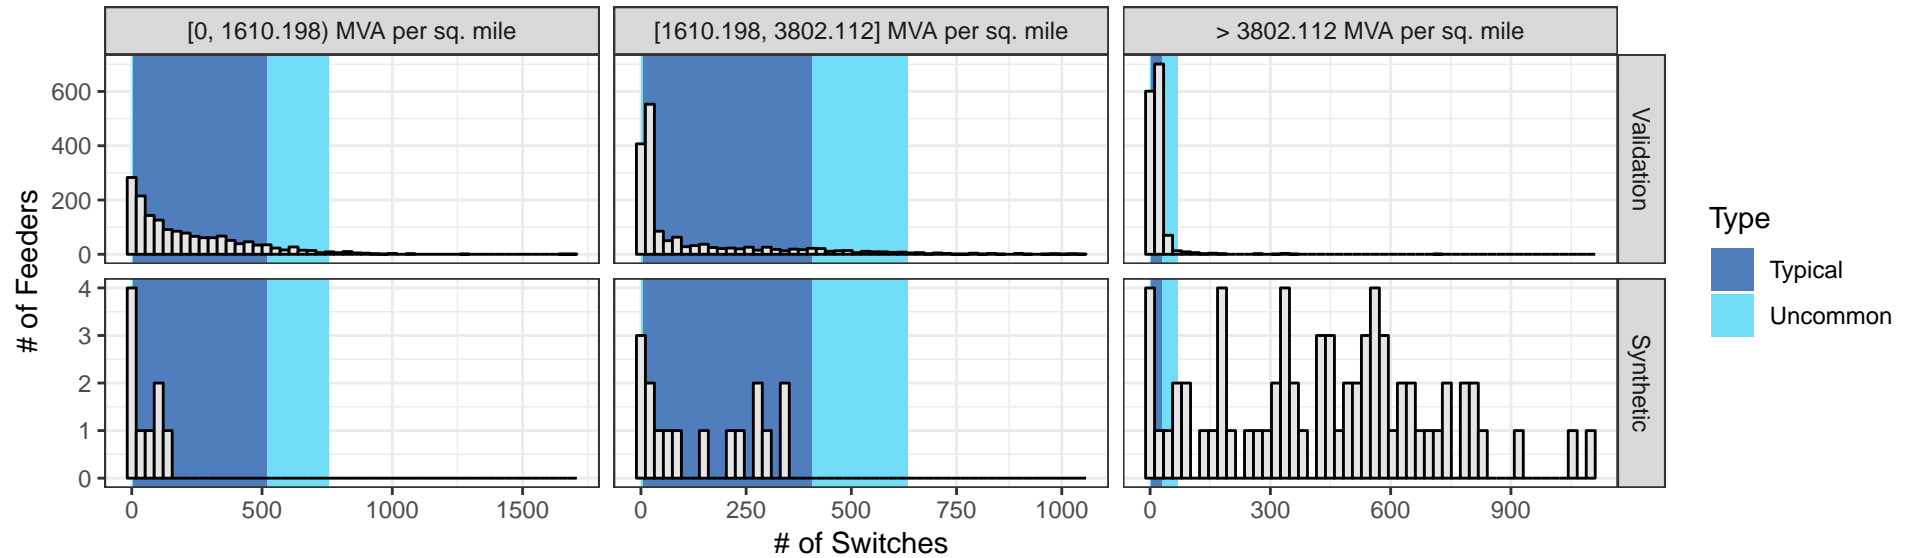 [0, 1610.198) MVA per sq. mile
[1610.198, 3802.112] MVA per sq. mile
> 3802.112 MVA per sq. mile
# of Feeders
600
400
200
0
Validation
4
3
2
1
0
Synthetic
0 500 1000 1500
0 250 500 750 1000
0 300 600 900
# of Switches
Type
Typical
Uncommon